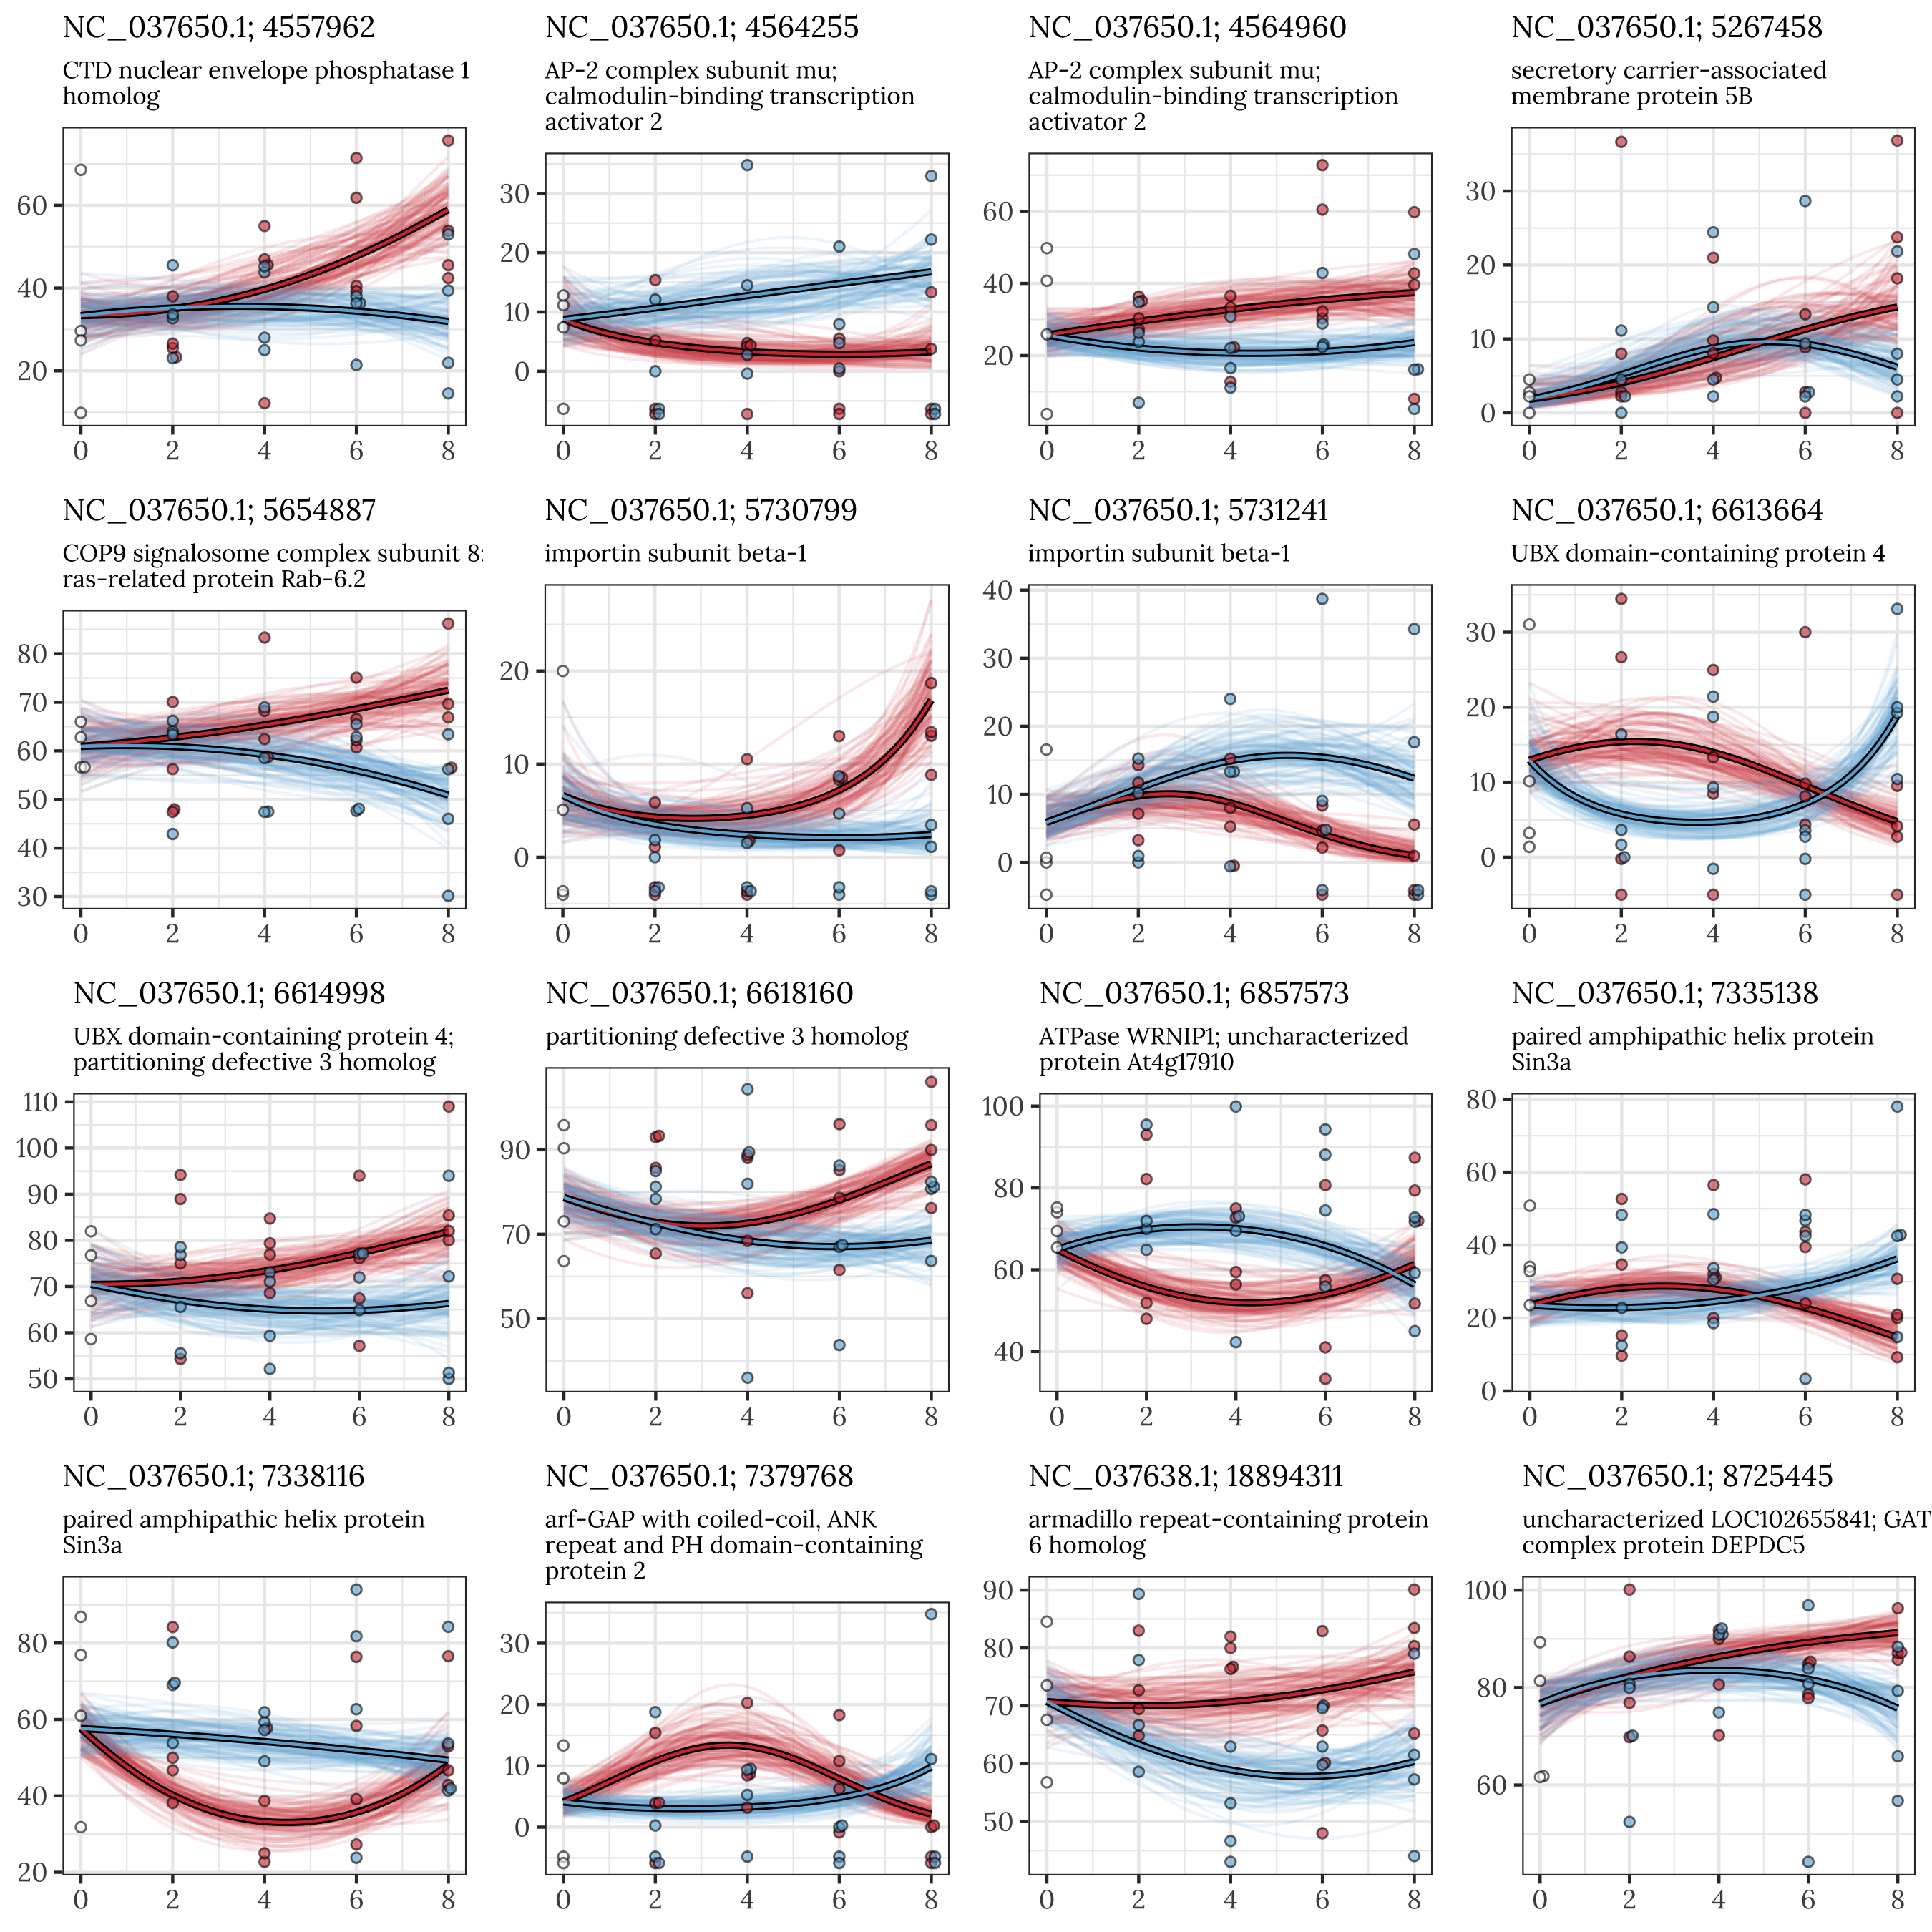 NC_037650.1; 4557962
CTD nuclear envelope phosphatase 1
homolog
60
40
20
0 2 4 6 8
NC_037650.1; 4564255
AP-2 complex subunit mu;
calmodulin-binding transcription
activator 2
30
20
10
0
0 2 4 6 8
NC_037650.1; 4564960
AP-2 complex subunit mu;
calmodulin-binding transcription
activator 2
60
40
20
0 2 4 6 8
NC_037650.1; 5267458
secretory carrier-associated
membrane protein 5B
30
20
10
0
0 2 4 6 8
NC_037650.1; 5654887
COP9 signalosome complex subunit 8;
ras-related protein Rab-6.2
80
70
60
50
40
30
0 2 4 6 8
NC_037650.1; 5730799
importin subunit beta-1
20
10
0
0 2 4 6 8
NC_037650.1; 5731241
importin subunit beta-1
40
30
20
10
0
0 2 4 6 8
NC_037650.1; 6613664
UBX domain-containing protein 4
30
20
10
0
0 2 4 6 8
NC_037650.1; 6614998
UBX domain-containing protein 4;
partitioning defective 3 homolog
110
100
90
80
70
60
50
0 2 4 6 8
NC_037650.1; 6618160
partitioning defective 3 homolog
90
70
50
0 2 4 6 8
NC_037650.1; 6857573
ATPase WRNIP1; uncharacterized
protein At4g17910
100
80
60
40
0 2 4 6 8
NC_037650.1; 7335138
paired amphipathic helix protein
Sin3a
80
60
40
20
0
0 2 4 6 8
NC_037650.1; 7338116
paired amphipathic helix protein
Sin3a
80
60
40
20
0 2 4 6 8
NC_037650.1; 7379768
arf-GAP with coiled-coil, ANK
repeat and PH domain-containing
protein 2
30
20
10
0
0 2 4 6 8
NC_037638.1; 18894311
armadillo repeat-containing protein
6 homolog
90
80
70
60
50
0 2 4 6 8
NC_037650.1; 8725445
uncharacterized LOC102655841; GAT
complex protein DEPDC5
100
80
60
0 2 4 6 8